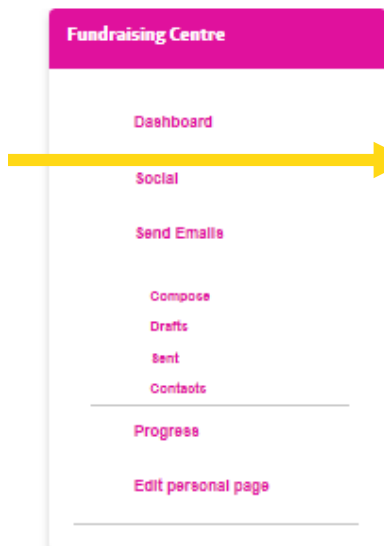 Fundraising Centre
Dashboard
Social
Send Emails
Compose
Drafts
Sent
Contacts
Progress
Edit personal page